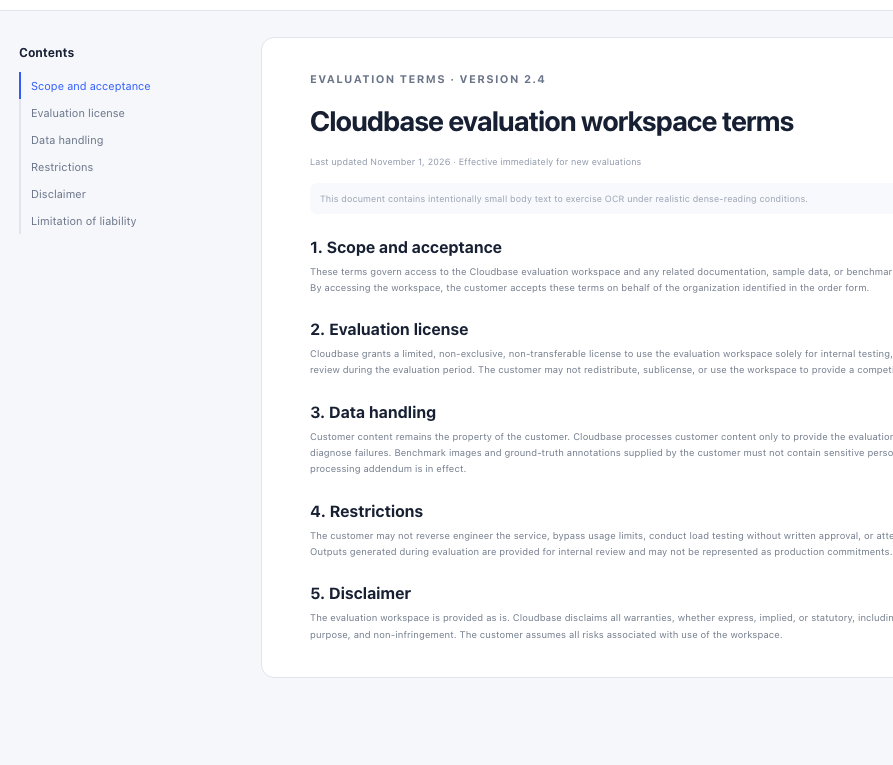 Contents
Scope and acceptance
Evaluation license
Data handling
Restrictions
Disclaimer
Limitation of liability
EVALUATION TERMS · VERSION 2.4
Cloudbase evaluation workspace terms
Last updated November 1, 2026 · Effective immediately for new evaluations
This document contains intentionally small body text to exercise OCR under realistic dense-reading conditions.
1. Scope and acceptance
These terms govern access to the Cloudbase evaluation workspace and any related documentation, sample data, or benchmar
By accessing the workspace, the customer accepts these terms on behalf of the organization identified in the order form.
2. Evaluation license
Cloudbase grants a limited, non-exclusive, non-transferable license to use the evaluation workspace solely for internal testing,
review during the evaluation period. The customer may not redistribute, sublicense, or use the workspace to provide a competi
3. Data handling
Customer content remains the property of the customer. Cloudbase processes customer content only to provide the evaluation
diagnose failures. Benchmark images and ground-truth annotations supplied by the customer must not contain sensitive perso
processing addendum is in effect.
4. Restrictions
The customer may not reverse engineer the service, bypass usage limits, conduct load testing without written approval, or atte
Outputs generated during evaluation are provided for internal review and may not be represented as production commitments.
5. Disclaimer
The evaluation workspace is provided as is. Cloudbase disclaims all warranties, whether express, implied, or statutory, includin
purpose, and non-infringement. The customer assumes all risks associated with use of the workspace.